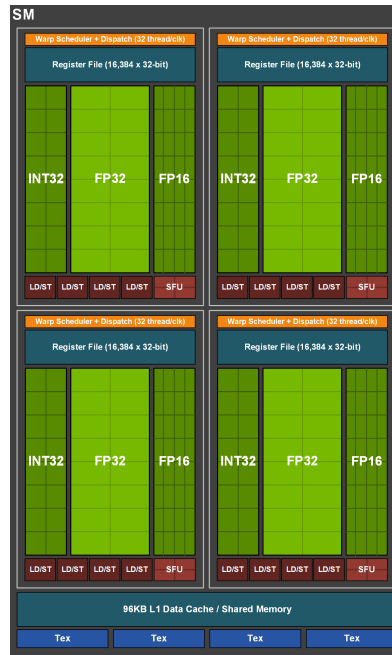 SM
Warp Scheduler + Dispatch (32 thread/clk)
Register File (16,384 x 32-bit)
INT32 FP32 FP16
LD/ST LD/ST LD/ST LD/ST SFU
Warp Scheduler + Dispatch (32 thread/clk)
Register File (16,384 x 32-bit)
INT32 FP32 FP16
LD/ST LD/ST LD/ST LD/ST SFU
Warp Scheduler + Dispatch (32 thread/clk)
Register File (16,384 x 32-bit)
INT32 FP32 FP16
LD/ST LD/ST LD/ST LD/ST SFU
Warp Scheduler + Dispatch (32 thread/clk)
Register File (16,384 x 32-bit)
INT32 FP32 FP16
LD/ST LD/ST LD/ST LD/ST SFU
96KB L1 Data Cache / Shared Memory
Tex Tex Tex Tex